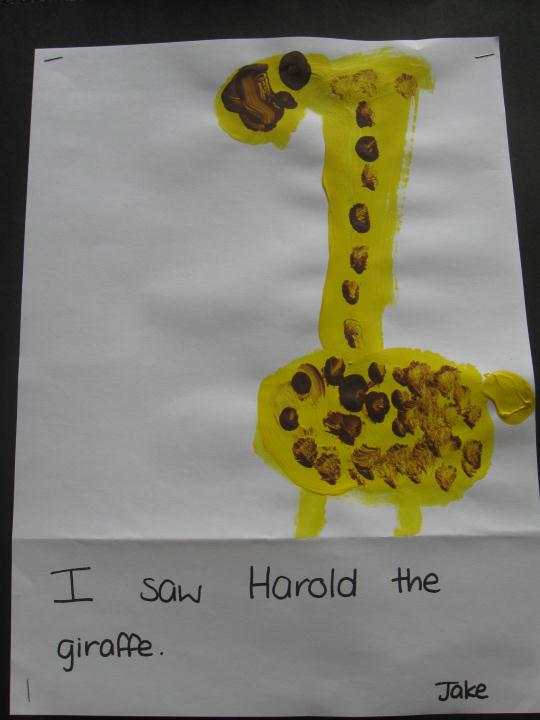 I saw Harold the
giraffe.
Jake